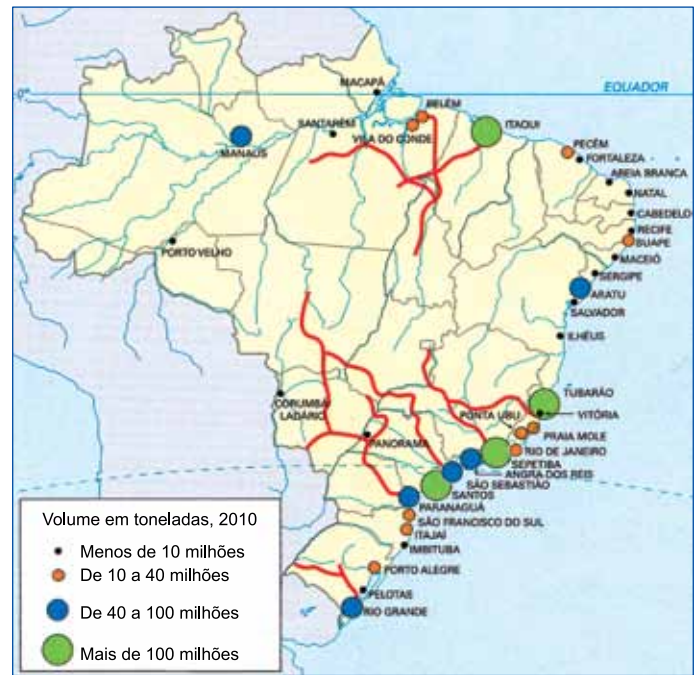 MACAPÁ
EQUADOR
0°
BELÉM
SANTARÉM
ITAQUI
VILA DO CONDE
MANAUS
PECÉM
FORTALEZA
AREIA BRANCA
NATAL
CABEDELO
RECIFE
SUAPE
PORTO VELHO
MACEIÓ
SERGIPE
ARATU
SALVADOR
ILHÉUS
TUBARÃO
CORUMBÁ/
LADÁRIO
PONTA UBU
VITÓRIA
PANORAMA
PRAIA MOLE
RIO DE JANEIRO
SEPETIBA
ANGRA DOS REIS
SÃO SEBASTIÃO
SANTOS
PARANAGUÁ
SÃO FRANCISCO DO SUL
ITAJAÍ
IMBITUBA
PORTO ALEGRE
PELOTAS
RIO GRANDE
Volume em toneladas, 2010
Menos de 10 milhões
De 10 a 40 milhões
De 40 a 100 milhões
Mais de 100 milhões